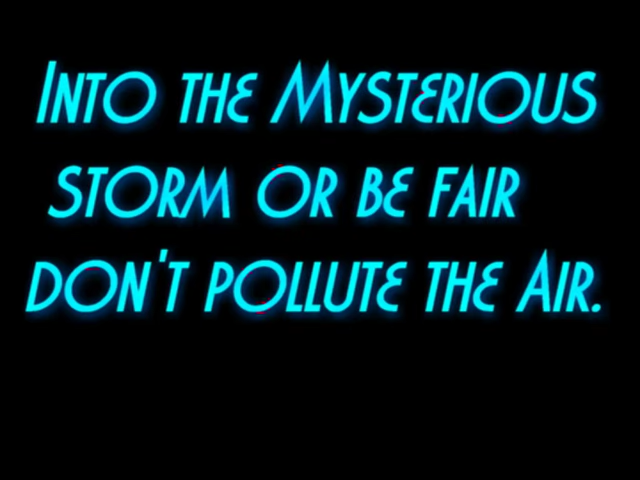 Into the Mysterious
storm or be fair
don't pollute the Air.